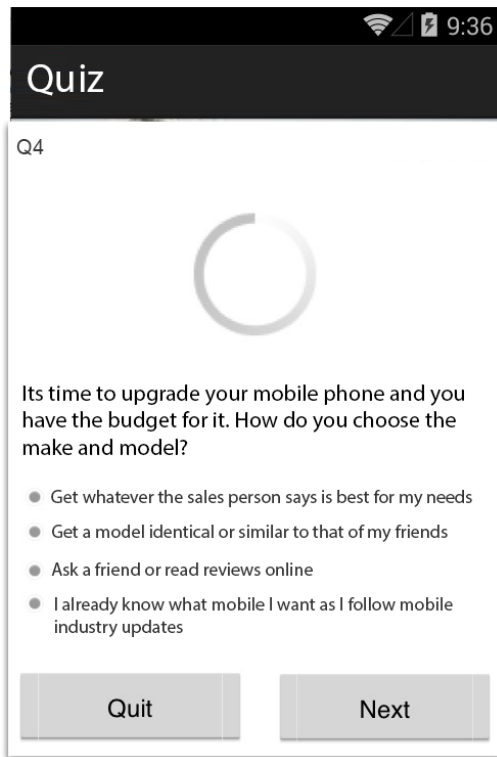 9:36
Quiz
Q4
Its time to upgrade your mobile phone and you
have the budget for it. How do you choose the
make and model?
Get whatever the sales person says is best for my needs
Get a model identical or similar to that of my friends
Ask a friend or read reviews online
I already know what mobile I want as I follow mobile
industry updates
Quit
Next